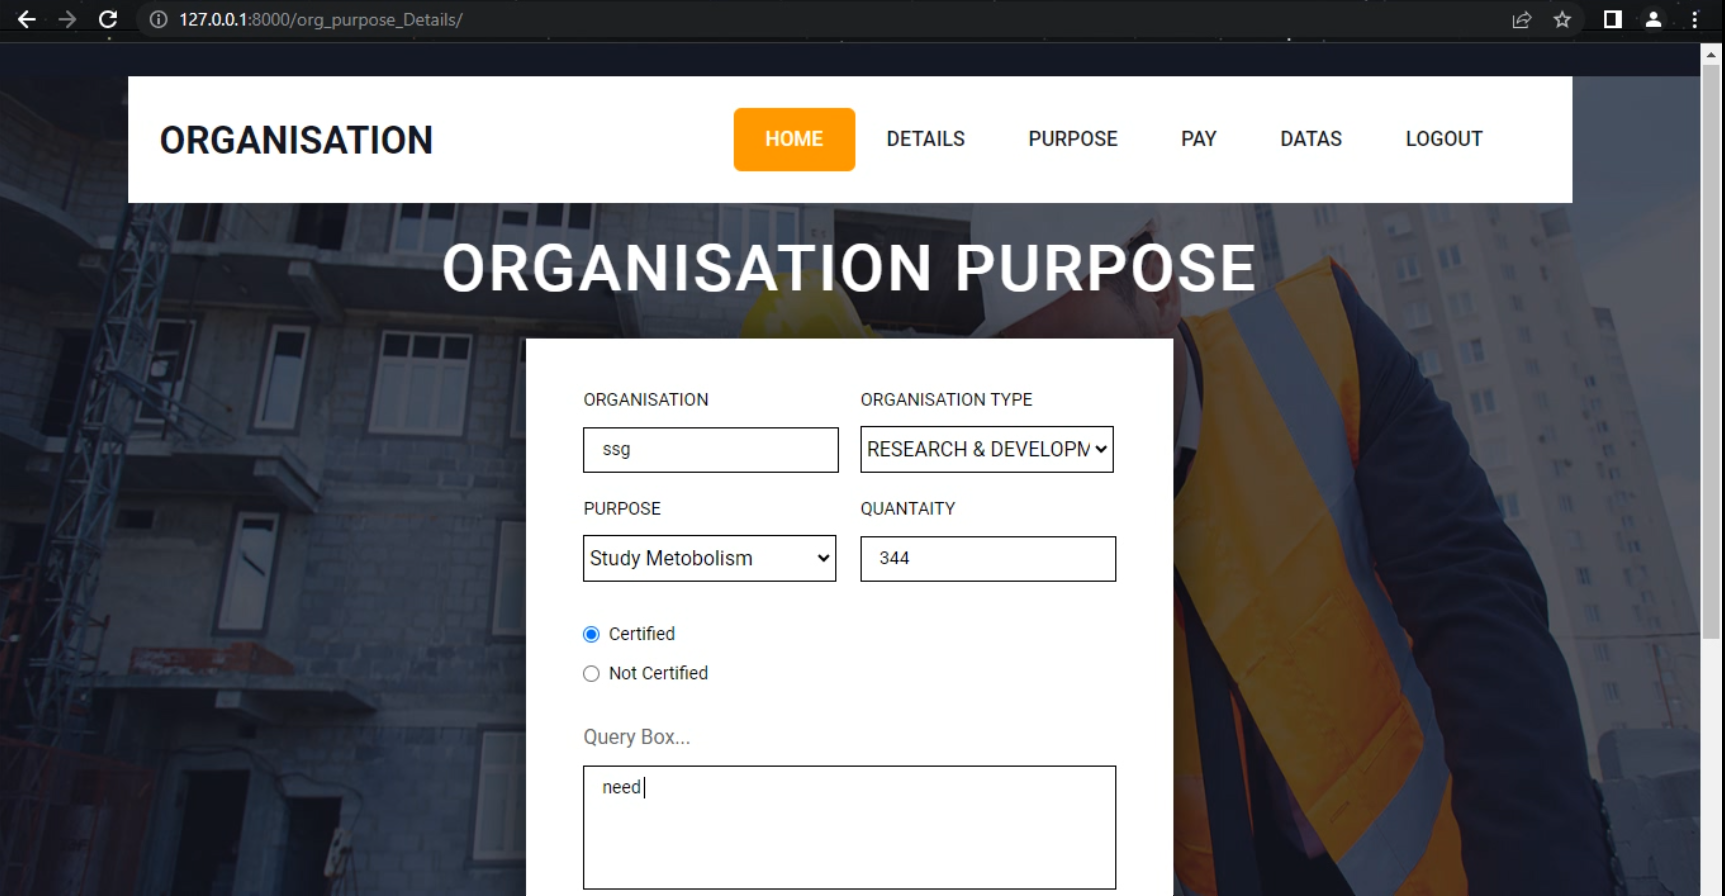 127.0.0.1:8000/org_purpose_Details/
ORGANISATION
HOME DETAILS PURPOSE PAY DATAS LOGOUT
ORGANISATION PURPOSE
ORGANISATION ORGANISATION TYPE
ssg RESEARCH & DEVELOPM
PURPOSE QUANTAITY
Study Metobolism 344
Certified
Not Certified
Query Box...
need